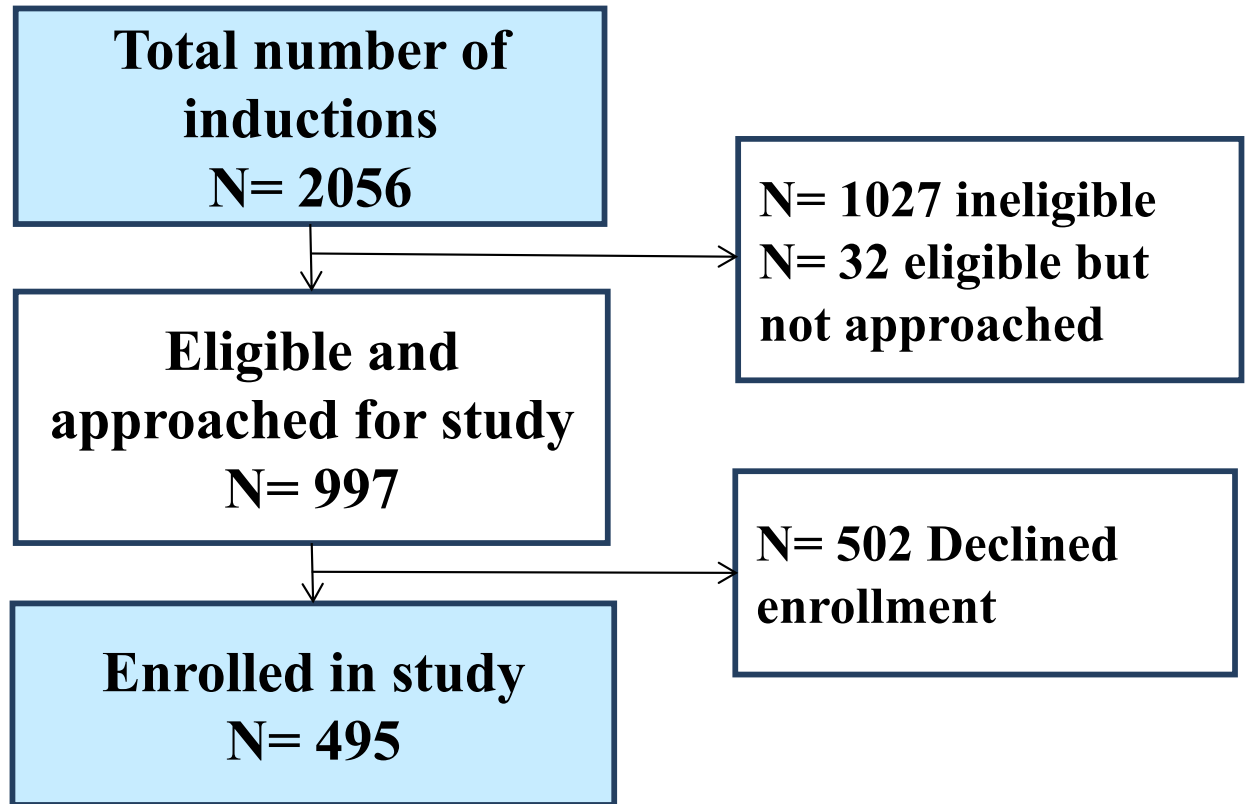 Total number of
inductions
N= 2056
N= 1027 ineligible
N= 32 eligible but
not approached
Eligible and
approached for study
N= 997
N= 502 Declined
enrollment
Enrolled in study
N= 495